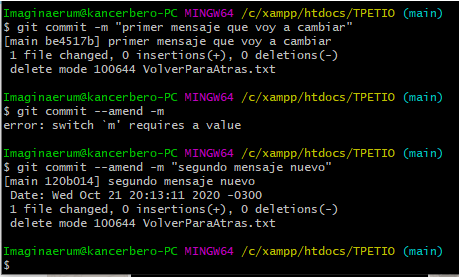 Imaginaerum@kancerbero-PC MINGW64 /c/xampp/htdocs/TPETIO (main)
$ git commit -m "primer mensaje que voy a cambiar"
[main be4517b] primer mensaje que voy a cambiar
 1 file changed, 0 insertions(+), 0 deletions(-)
 delete mode 100644 VolverParaAtras.txt
Imaginaerum@kancerbero-PC MINGW64 /c/xampp/htdocs/TPETIO (main)
$ git commit --amend -m
error: switch `m' requires a value
Imaginaerum@kancerbero-PC MINGW64 /c/xampp/htdocs/TPETIO (main)
$ git commit --amend -m "segundo mensaje nuevo"
[main 120b014] segundo mensaje nuevo
 Date: Wed Oct 21 20:13:11 2020 -0300
 1 file changed, 0 insertions(+), 0 deletions(-)
 delete mode 100644 VolverParaAtras.txt
Imaginaerum@kancerbero-PC MINGW64 /c/xampp/htdocs/TPETIO (main)
$